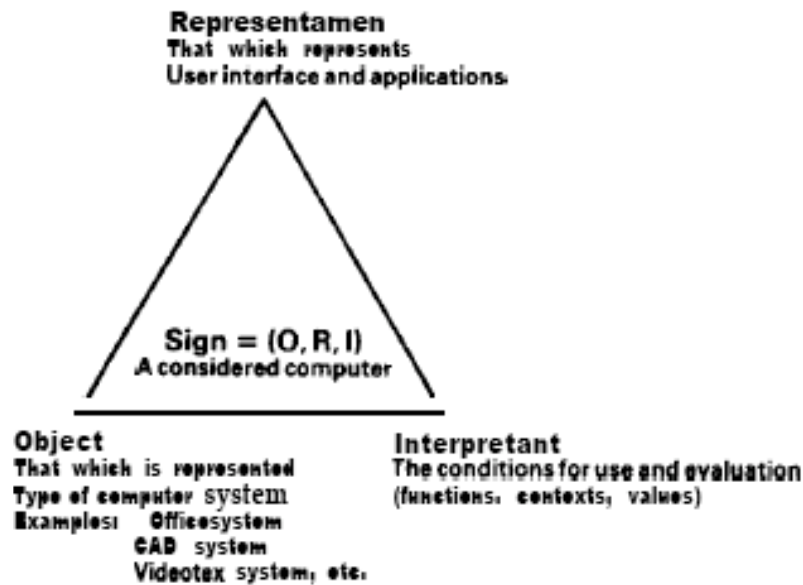 Representamen
That which represents
User interface and applications.
Sign = (O, R, I)
A considered computer
Object
That which is represented
Type of computer system
Examples: Officesystem
CAD system
Videotex system, etc.
Interpretant
The conditions for use and evaluation
(functions. contexts, values)